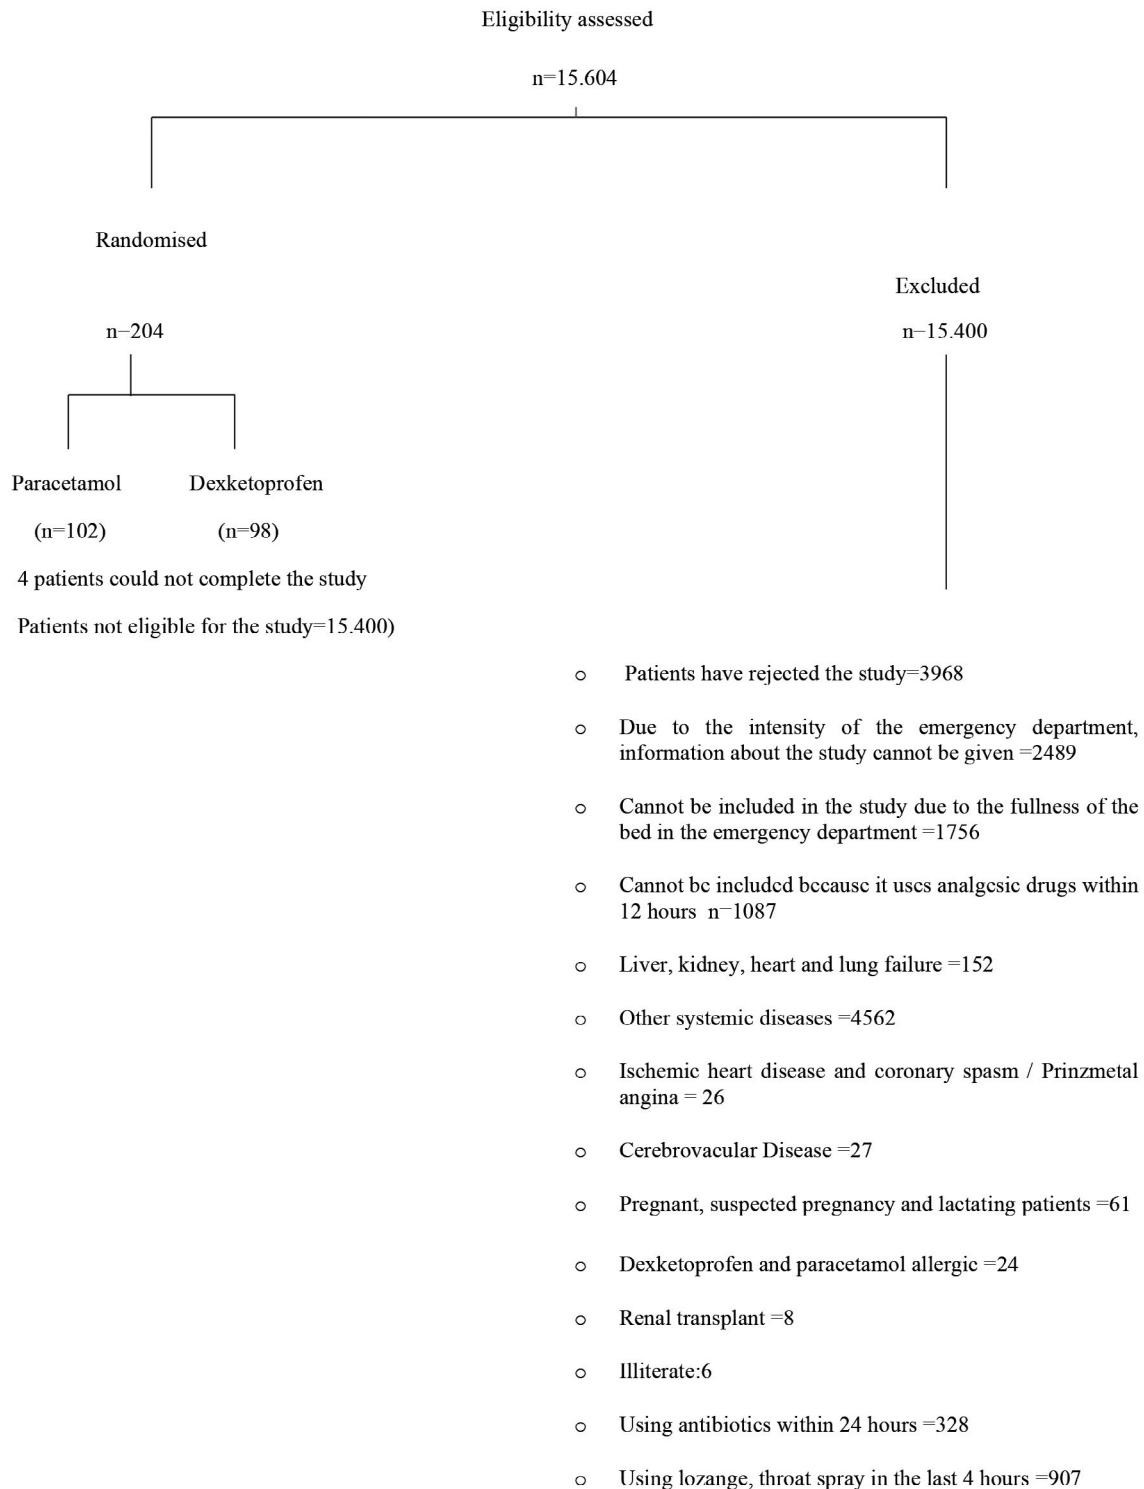 Eligibility assessed
n=15.604
Randomised
Excluded
n=204
n=15.400
Paracetamol
Dexketoprofen
(n=102)
(n=98)
4 patients could not complete the study
Patients not eligible for the study=15.400)
o Patients have rejected the study=3968
o Due to the intensity of the emergency department,
information about the study cannot be given =2489
o Cannot be included in the study due to the fullness of the
bed in the emergency department =1756
o Cannot be included because it uses analgesic drugs within
12 hours n=1087
o Liver, kidney, heart and lung failure =152
o Other systemic diseases =4562
o Ischemic heart disease and coronary spasm / Prinzmetal
angina = 26
o Cerebrovacular Disease =27
o Pregnant, suspected pregnancy and lactating patients =61
o Dexketoprofen and paracetamol allergic =24
o Renal transplant =8
o Illiterate:6
o Using antibiotics within 24 hours =328
o Using lozange, throat spray in the last 4 hours =907